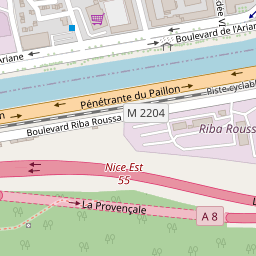 Boulevard de l'Ariane
Ariane
Pénétrante du Paillon
Piste cyclable
M 2204
Boulevard Riba Roussa
Riba Roussa
Nice Est
55
La Provençale
A 8